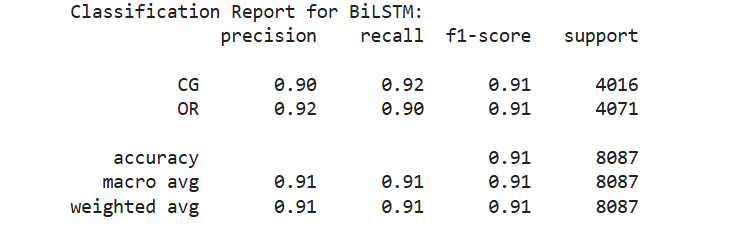 Classification Report for BiLSTM:
precision recall f1-score support
CG 0.90 0.92 0.91 4016
OR 0.92 0.90 0.91 4071
accuracy 0.91 8087
macro avg 0.91 0.91 0.91 8087
weighted avg 0.91 0.91 0.91 8087